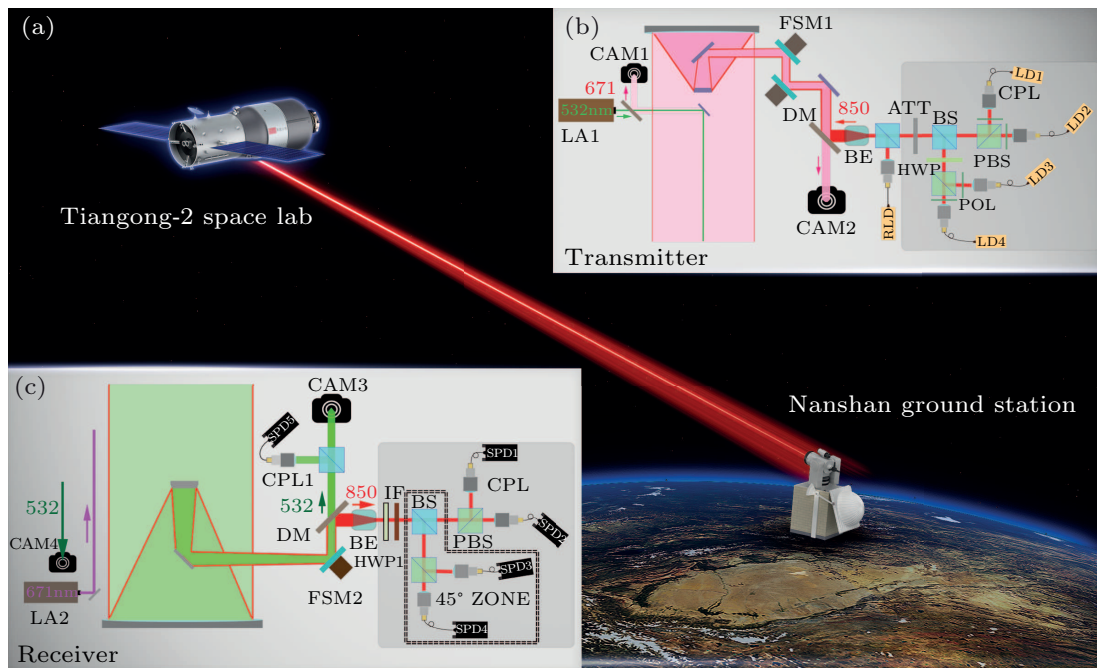 (a)
Tiangong-2 space lab
Nanshan ground station
(b)
FSM1
CAM1
671
532nm
LA1
DM
850
ATT
BS
LD1
CPL
LD2
BE
HWP
PBS
LD3
POL
CAM2
RLD
LD4
Transmitter
(c)
CAM3
SPD5
CPL1
532
850
IF
BS
SPD1
CPL
SPD2
DM
BE
HWP1
PBS
SPD3
FSM2
45° ZONE
SPD4
532
CAM4
671nm
LA2
Receiver